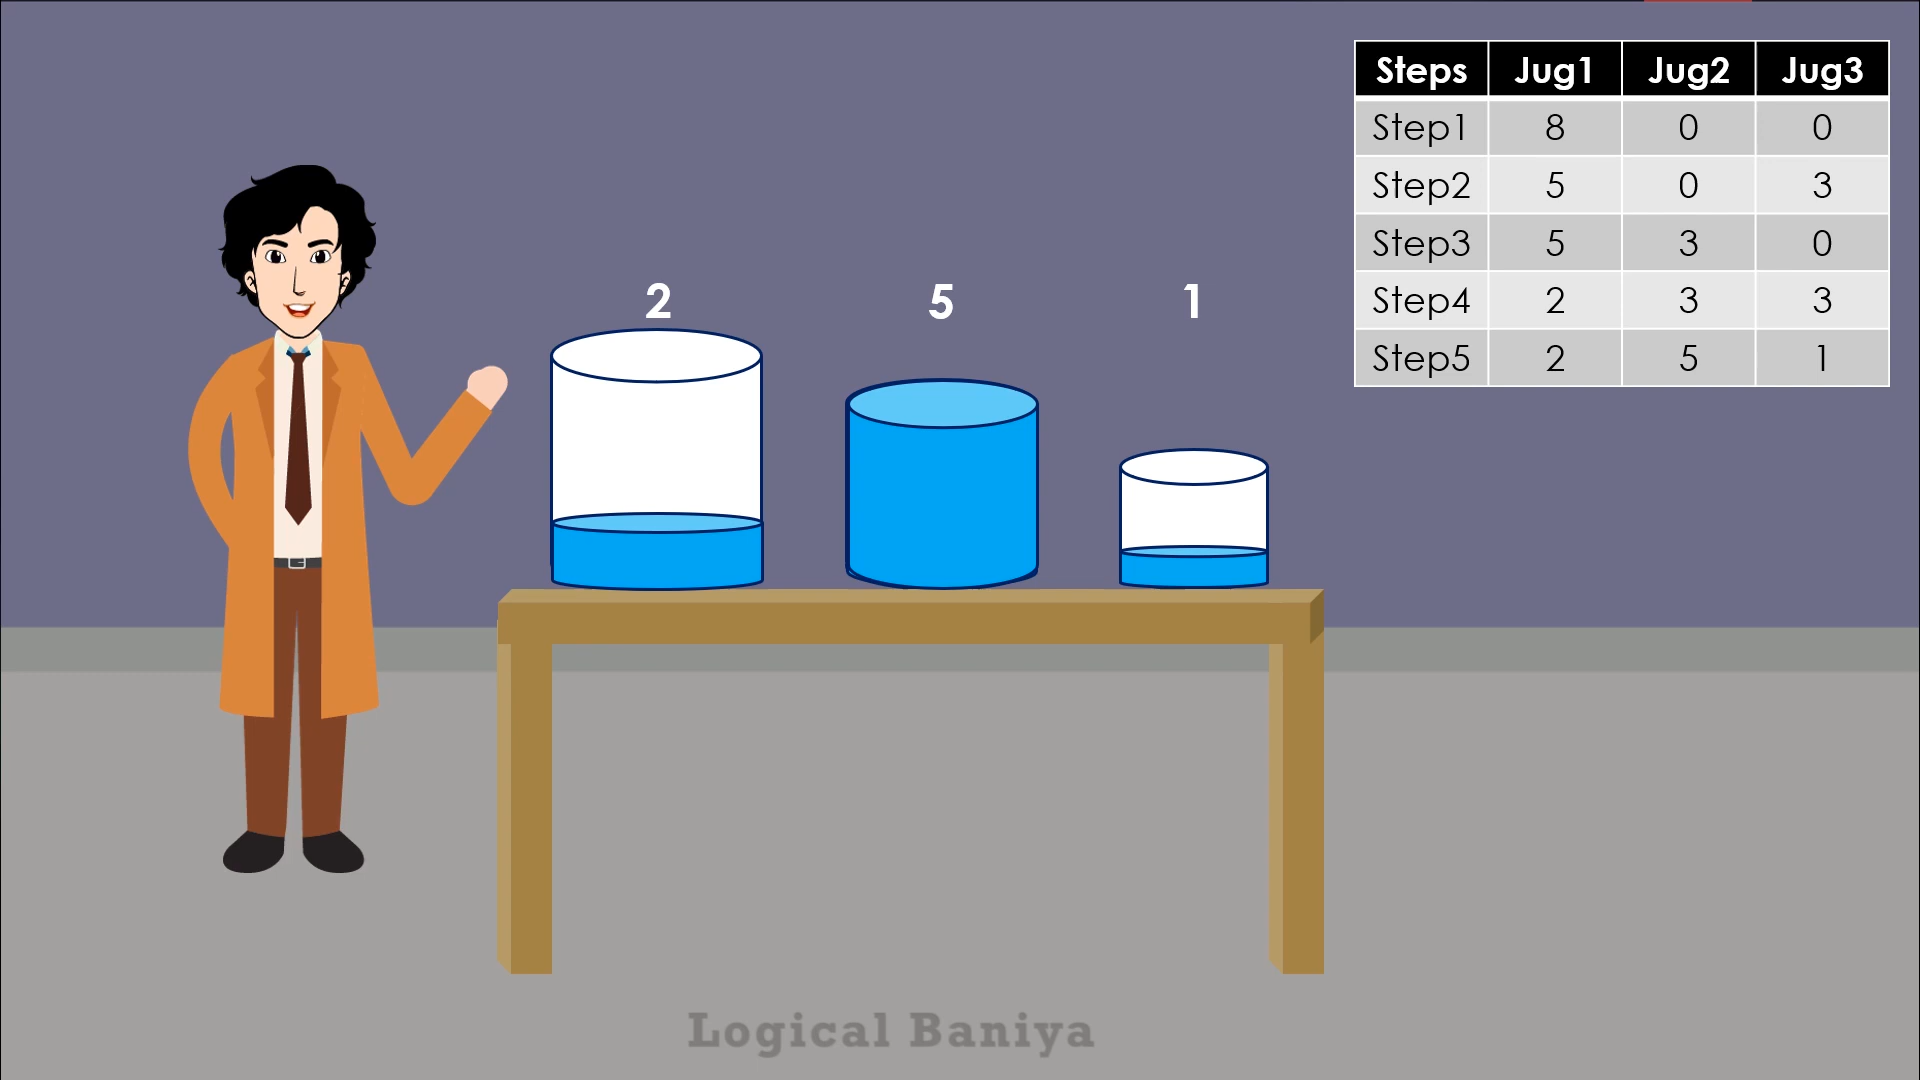 Steps Jug1 Jug2 Jug3
Step1 8 0 0
Step2 5 0 3
Step3 5 3 0
Step4 2 3 3
Step5 2 5 1
2 5 1
Logical Baniya